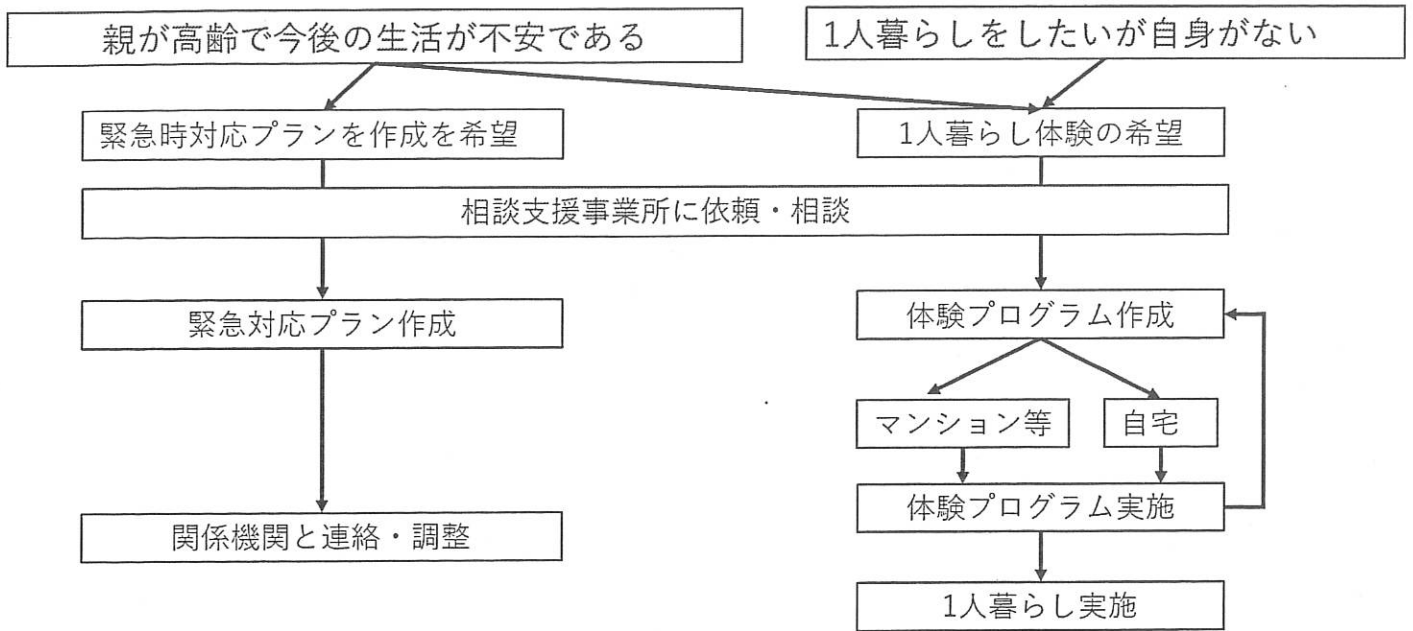 親が高齢で今後の生活が不安である
1人暮らしをしたいが自身がない
緊急時対応プランを作成を希望
1人暮らし体験の希望
相談支援事業所に依頼・相談
緊急対応プラン作成
体験プログラム作成
マンション等
自宅
体験プログラム実施
関係機関と連絡・調整
1人暮らし実施